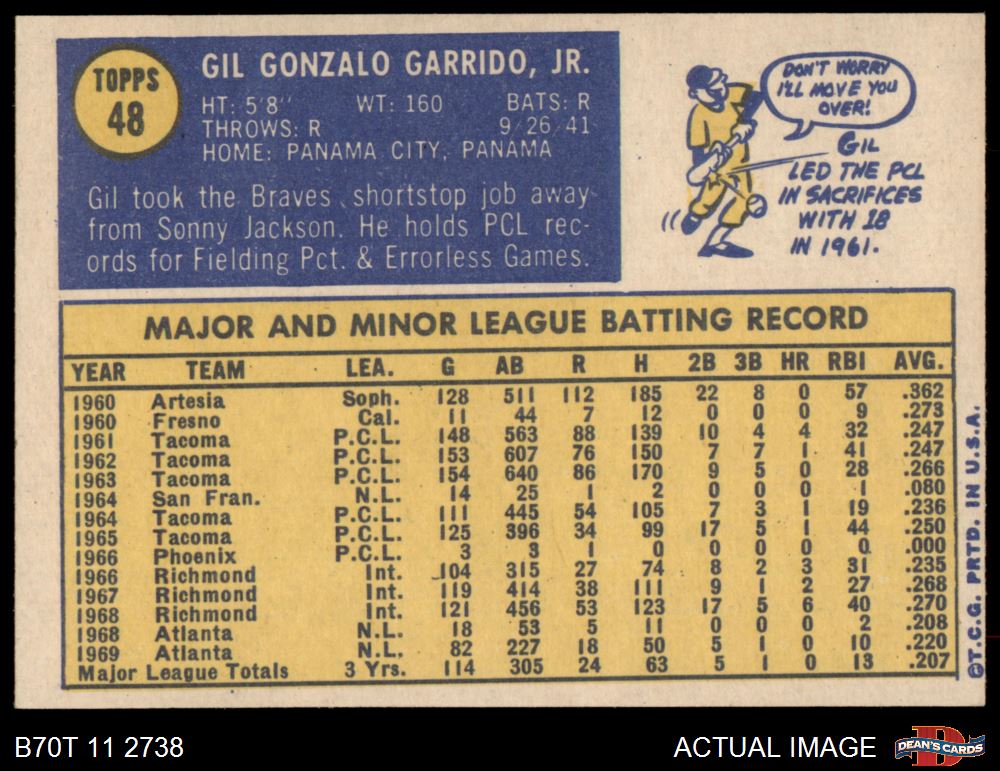 TOPPS
48
GIL GONZALO GARRIDO, JR.
HT: 5'8" WT: 160 BATS: R
THROWS: R 9/26/41
HOME: PANAMA CITY, PANAMA
Gil took the Braves shortstop job away
from Sonny Jackson. He holds PCL rec-
ords for Fielding Pct. & Errorless Games.
DON'T WORRY
I'LL MOVE YOU
OVER!
GIL
LED THE PCL
IN SACRIFICES
WITH 18
IN 1961.
MAJOR AND MINOR LEAGUE BATTING RECORD
YEAR TEAM LEA. G AB R H 2B 3B HR RBI AVG.
1960 Artesia Soph. 128 511 112 185 22 8 0 57 .362
1960 Fresno Cal. 11 44 7 12 0 0 0 9 .273
1961 Tacoma P.C.L. 148 563 88 139 10 4 4 32 .247
1962 Tacoma P.C.L. 153 607 76 150 7 7 1 41 .247
1963 Tacoma P.C.L. 154 640 86 170 9 5 0 28 .266
1964 San Fran. N.L. 14 25 1 2 0 0 0 1 .080
1964 Tacoma P.C.L. 111 445 54 105 7 3 1 19 .236
1965 Tacoma P.C.L. 125 396 34 99 17 5 1 44 .250
1966 Phoenix P.C.L. 3 3 1 0 0 0 0 0 .000
1966 Richmond Int. 104 315 27 74 8 2 3 31 .235
1967 Richmond Int. 119 414 38 111 9 1 2 27 .268
1968 Richmond Int. 121 456 53 123 17 5 6 40 .270
1968 Atlanta N.L. 18 53 5 11 0 0 0 2 .208
1969 Atlanta N.L. 82 227 18 50 5 1 0 10 .220
Major League Totals 3 Yrs. 114 305 24 63 5 1 0 13 .207
©T.C.G. PRTD. IN U.S.A.
B70T 11 2738
ACTUAL IMAGE
D
DEAN'S CARDS